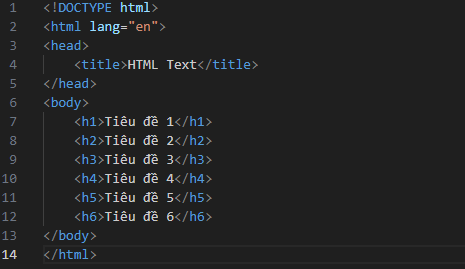 1 <!DOCTYPE html>
2 <html lang="en">
3 <head>
4     <title>HTML Text</title>
5 </head>
6 <body>
7     <h1>Tiêu đề 1</h1>
8     <h2>Tiêu đề 2</h2>
9     <h3>Tiêu đề 3</h3>
10     <h4>Tiêu đề 4</h4>
11     <h5>Tiêu đề 5</h5>
12     <h6>Tiêu đề 6</h6>
13 </body>
14 </html>